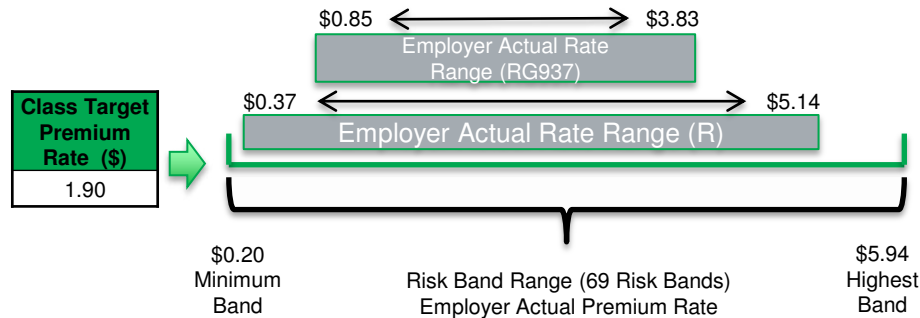 $0.85
$3.83
Employer Actual Rate
Range (RG937)
$0.37
$5.14
Employer Actual Rate Range (R)
Class Target
Premium
Rate ($)
1.90
$0.20
Minimum
Band
Risk Band Range (69 Risk Bands)
Employer Actual Premium Rate
$5.94
Highest
Band